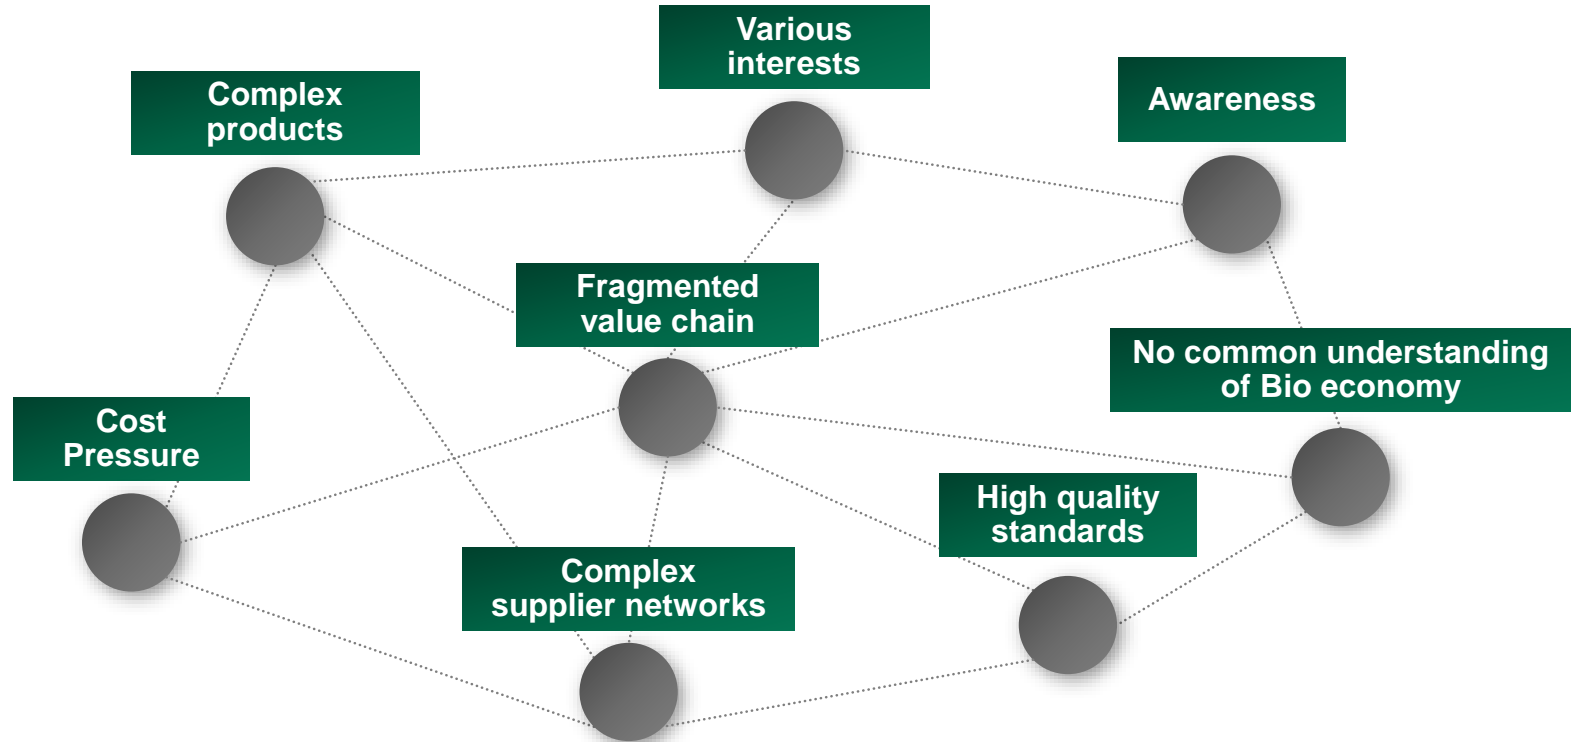 Various
interests
Complex
products
Awareness
Fragmented
value chain
No common understanding
of Bio economy
Cost
Pressure
High quality
standards
Complex
supplier networks